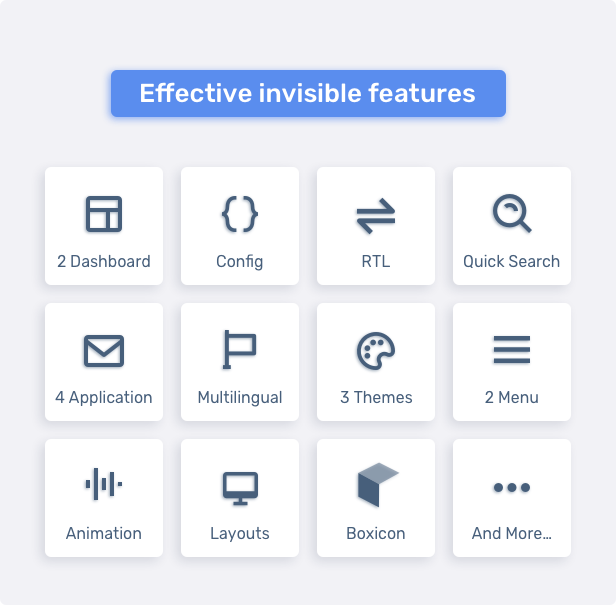 Effective invisible features
2 Dashboard
Config
RTL
Quick Search
4 Application
Multilingual
3 Themes
2 Menu
Animation
Layouts
Boxicon
And More...